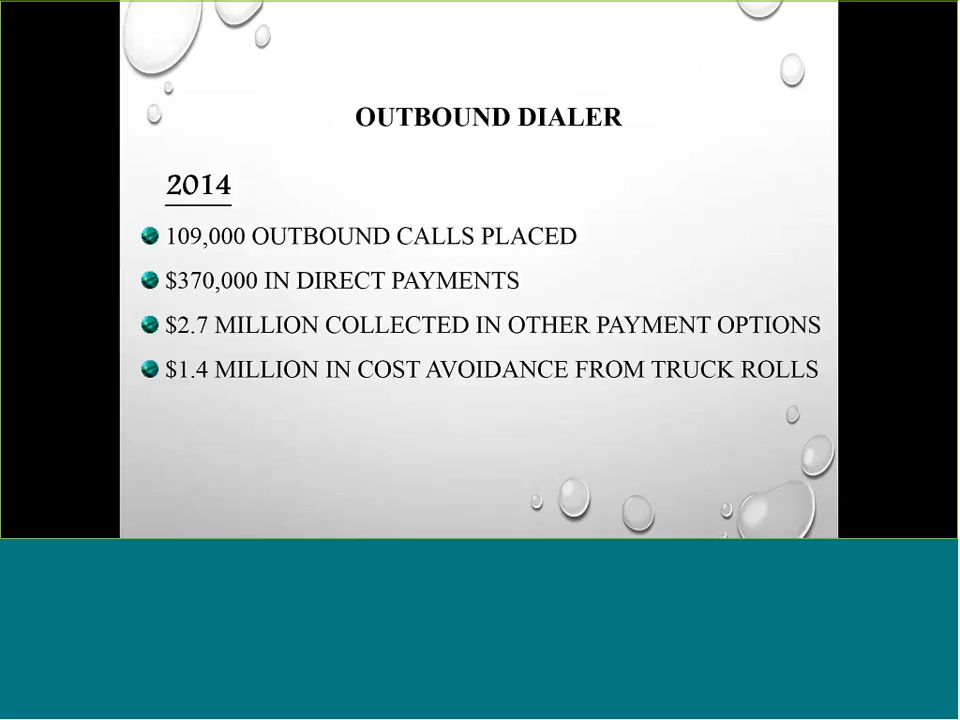 OUTBOUND DIALER
2014
109,000 OUTBOUND CALLS PLACED
$370,000 IN DIRECT PAYMENTS
$2.7 MILLION COLLECTED IN OTHER PAYMENT OPTIONS
$1.4 MILLION IN COST AVOIDANCE FROM TRUCK ROLLS